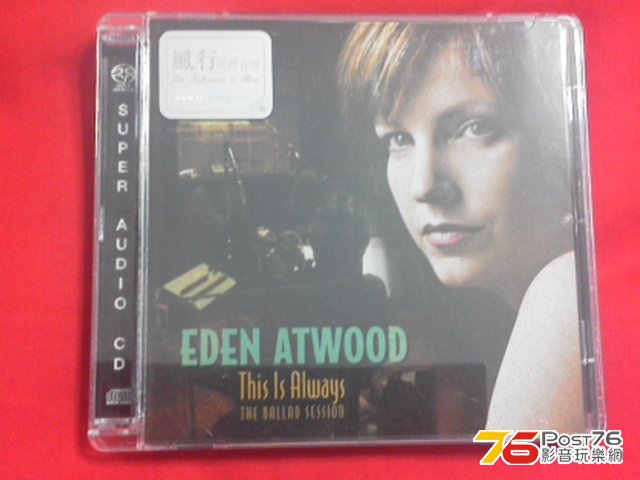 SUPER AUDIO CD
風行
EDEN ATWOOD
This Is Always
THE BALLAD SESSION
76 POST76
影音玩樂網